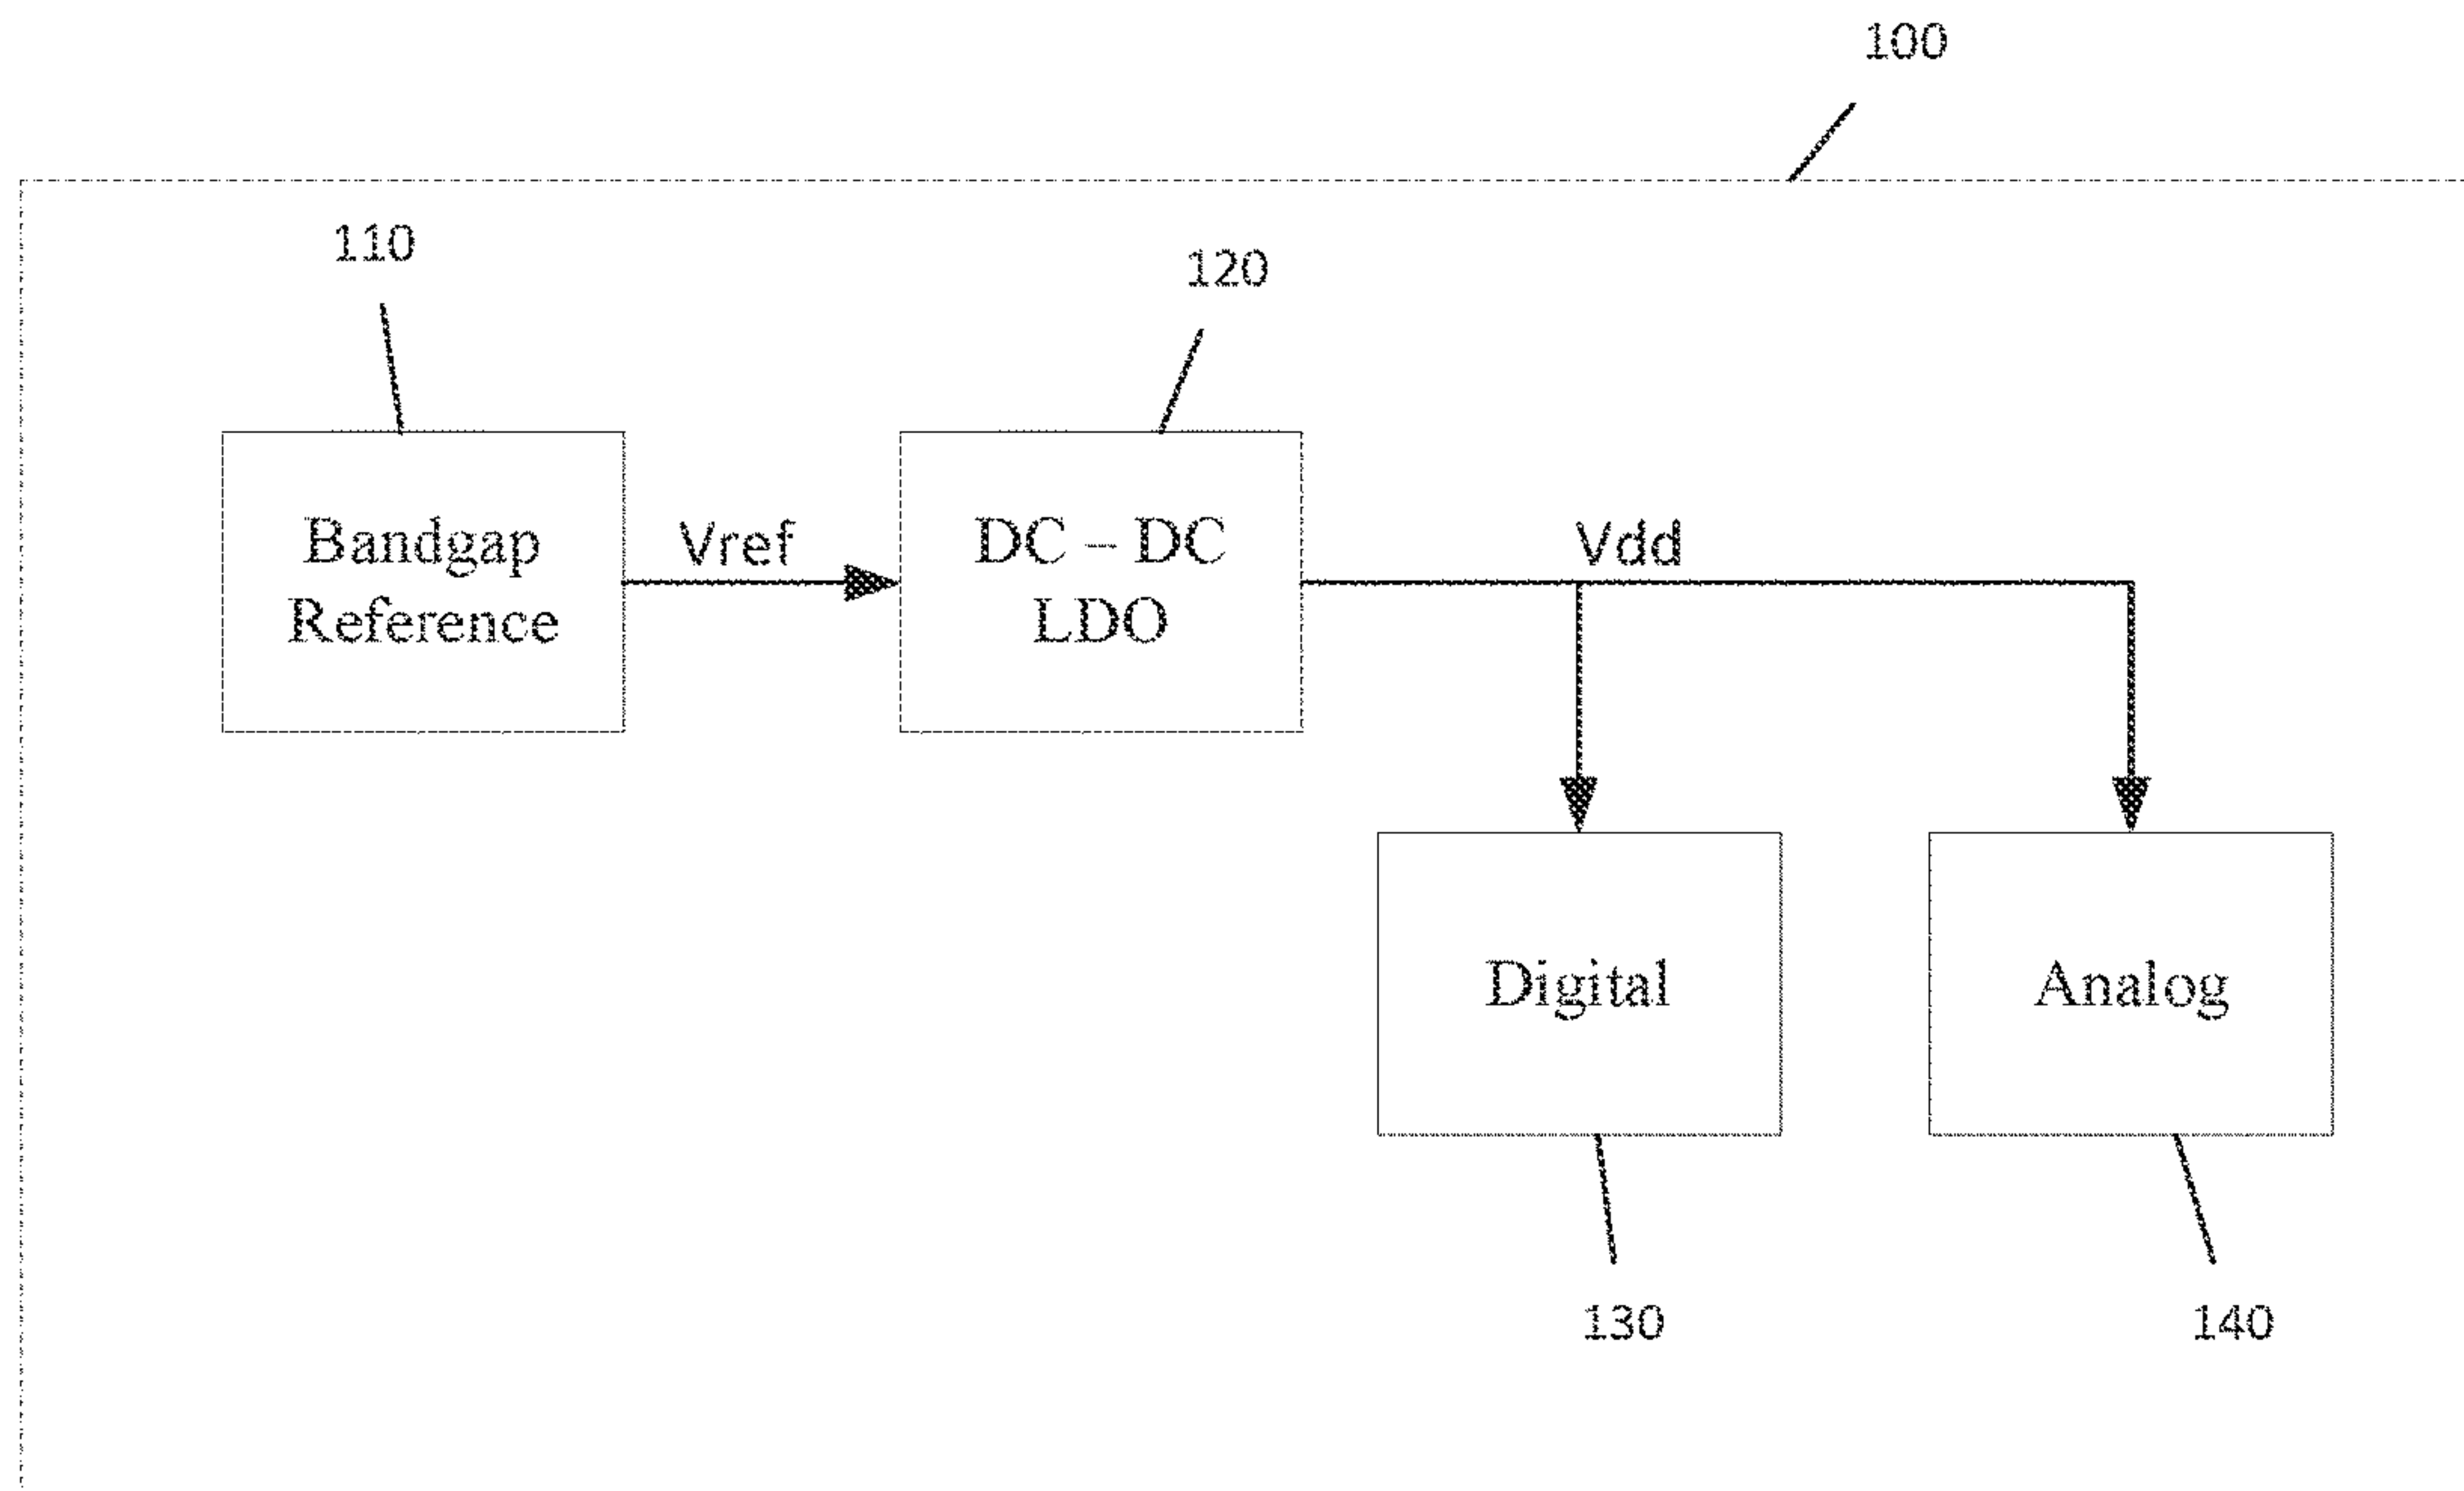 100
110
120
Bandgap
Reference
Vref
DC – DC
LDO
Vdd
Digital
Analog
130
140